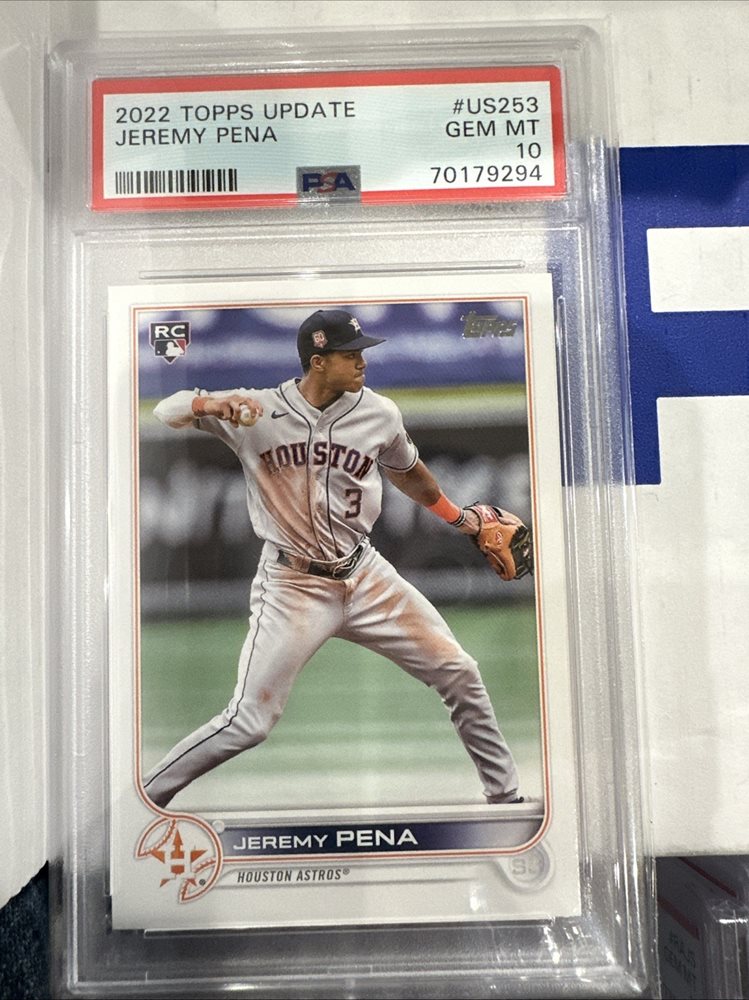 2022 TOPPS UPDATE #US253
JEREMY PENA GEM MT
10
PSA 70179294
RC
Topps
HOUSTON
3
JEREMY PENA
H
HOUSTON ASTROS®
SS